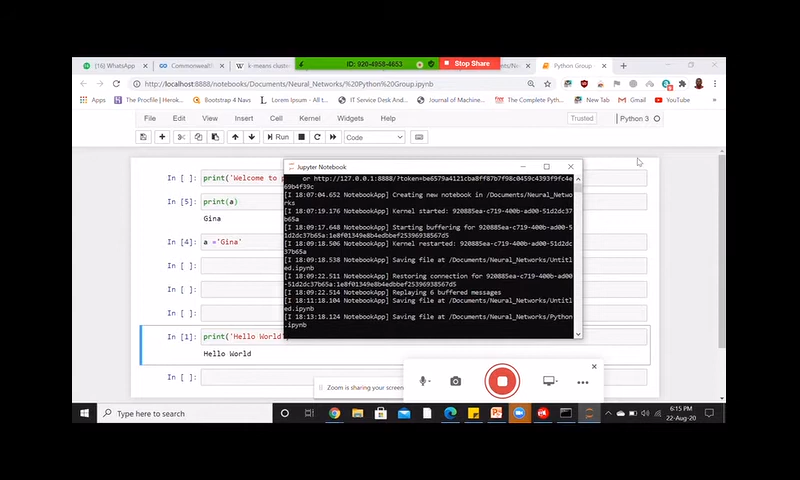 ID: 920-4958-4653
Stop Share
(16) WhatsApp
Commonwealth
k-means cluster
Python Group
http://localhost:8888/notebooks/Documents/Neural_Networks/%20Python%20Group.ipynb
Apps
The Profile | Herok...
Bootstrap 4 Navs
Lorem Ipsum - All t...
IT Service Desk And...
Journal of Machine...
The Complete Pyth...
New Tab
Gmail
YouTube
File Edit View Insert Cell Kernel Widgets Help
Trusted
Python 3
Run
Code
In [ ]: print('Welcome to p
In [5]: print(a)
Gina
In [4]: a ='Gina'
In [ ]:
In [ ]:
In [ ]:
In [1]: print('Hello World'
Hello World
In [ ]:
Jupyter Notebook
or http://127.0.0.1:8888/?token=be6579a4121cba8ff87b7f98c0459c4393f9fc4e
69b4f39c
[I 18:07:04.652 NotebookApp] Creating new notebook in /Documents/Neural_Netwo
rks
[I 18:07:19.176 NotebookApp] Kernel started: 920885ea-c719-400b-ad00-51d2dc37
b65a
[I 18:09:17.648 NotebookApp] Starting buffering for 920885ea-c719-400b-ad00-
51d2dc37b65a:1e8f01349e8b4edbbef25396938567d5
[I 18:09:18.506 NotebookApp] Kernel restarted: 920885ea-c719-400b-ad00-51d2dc
37b65a
[I 18:09:18.538 NotebookApp] Saving file at /Documents/Neural_Networks/Untitl
ed.ipynb
[I 18:09:22.511 NotebookApp] Restoring connection for 920885ea-c719-400b-ad00
-51d2dc37b65a:1e8f01349e8b4edbbef25396938567d5
[I 18:09:22.514 NotebookApp] Replaying 6 buffered messages
[I 18:11:18.104 NotebookApp] Saving file at /Documents/Neural_Networks/Untitl
ed.ipynb
[I 18:13:18.124 NotebookApp] Saving file at /Documents/Neural_Networks/Python
.ipynb
Zoom is sharing your screen
Type here to search
6:15 PM
22-Aug-20